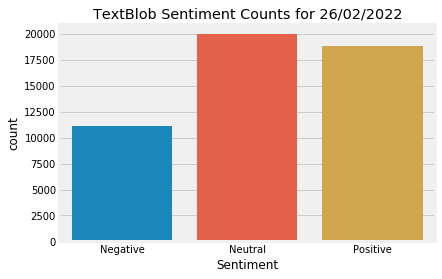 TextBlob Sentiment Counts for 26/02/2022
20000
17500
15000
12500
10000
7500
5000
2500
0
count
Negative Neutral Positive
Sentiment